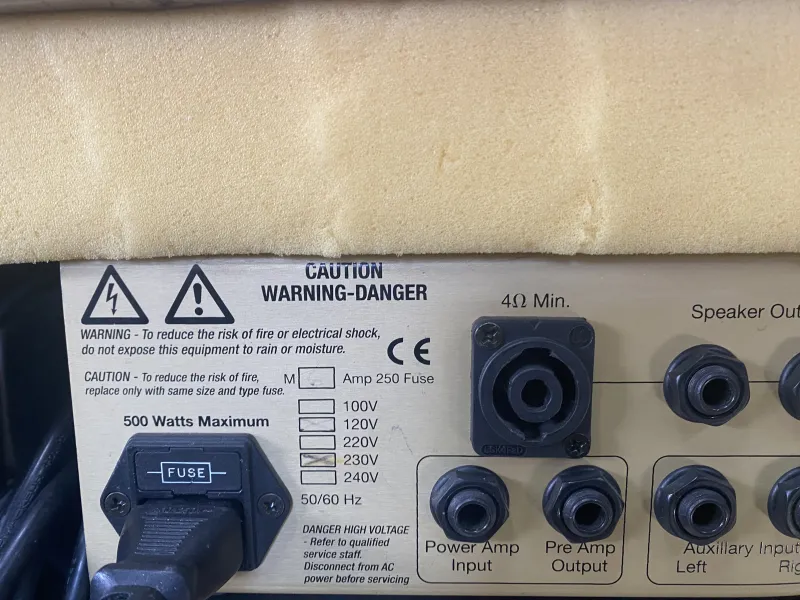 CAUTION
WARNING-DANGER
WARNING - To reduce the risk of fire or electrical shock,
do not expose this equipment to rain or moisture.
CE
CAUTION - To reduce the risk of fire,
replace only with same size and type fuse.
M Amp 250 Fuse
500 Watts Maximum
100V
120V
220V
230V
240V
50/60 Hz
FUSE
DANGER HIGH VOLTAGE
- Refer to qualified
service staff.
Disconnect from AC
power before servicing
4Ω Min.
Speaker Out
Power Amp
Input
Pre Amp
Output
Auxillary Input
Left
Rig